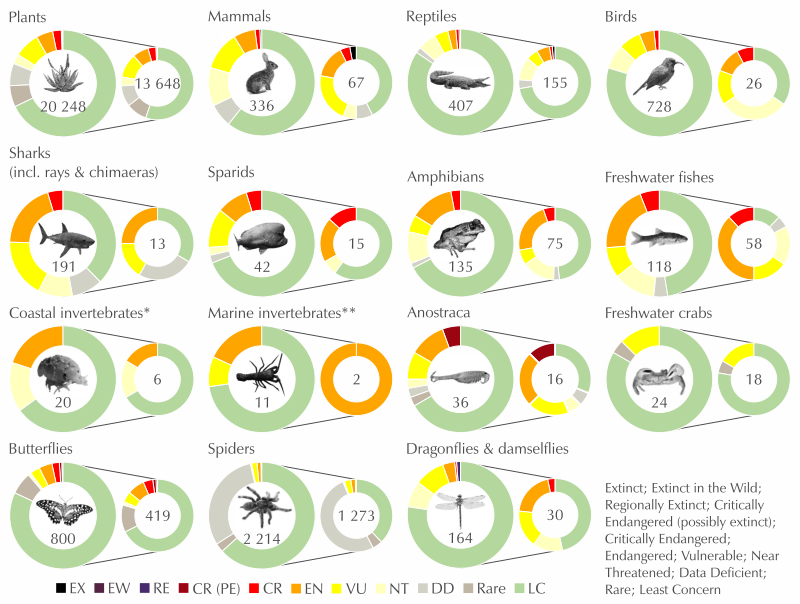 Plants
20 248
13 648
Mammals
336
67
Reptiles
407
155
Birds
728
26
Sharks
(incl. rays & chimaeras)
191
13
Sparids
42
15
Amphibians
135
75
Freshwater fishes
118
58
Coastal invertebrates*
20
6
Marine invertebrates**
11
2
Anostraca
36
16
Freshwater crabs
24
18
Butterflies
800
419
Spiders
2 214
1 273
Dragonflies & damselflies
164
30
Extinct; Extinct in the Wild;
Regionally Extinct; Critically
Endangered (possibly extinct);
Critically Endangered;
Endangered; Vulnerable; Near
Threatened; Data Deficient;
Rare; Least Concern
EX EW RE CR (PE) CR EN VU NT DD Rare LC